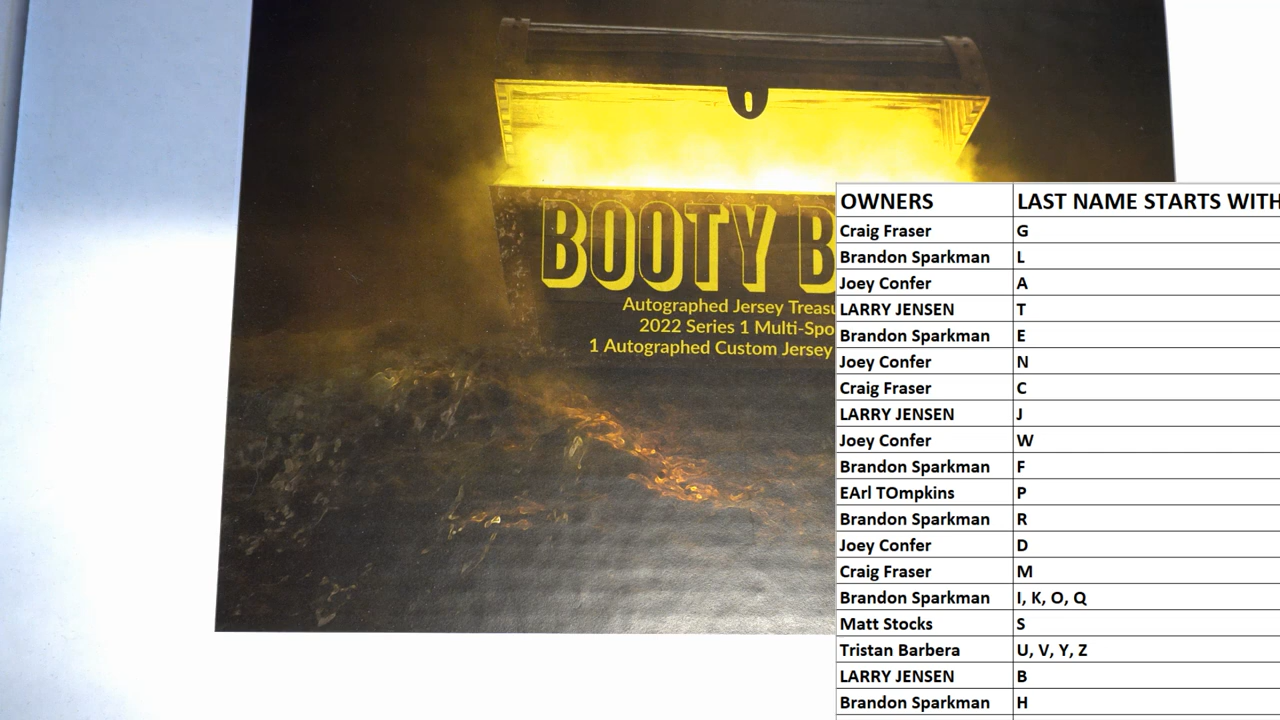 BOOTY B
Autographed Jersey Treasu
2022 Series 1 Multi-Spo
1 Autographed Custom Jersey
OWNERS LAST NAME STARTS WITH
Craig Fraser G
Brandon Sparkman L
Joey Confer A
LARRY JENSEN T
Brandon Sparkman E
Joey Confer N
Craig Fraser C
LARRY JENSEN J
Joey Confer W
Brandon Sparkman F
EArl TOmpkins P
Brandon Sparkman R
Joey Confer D
Craig Fraser M
Brandon Sparkman I, K, O, Q
Matt Stocks S
Tristan Barbera U, V, Y, Z
LARRY JENSEN B
Brandon Sparkman H